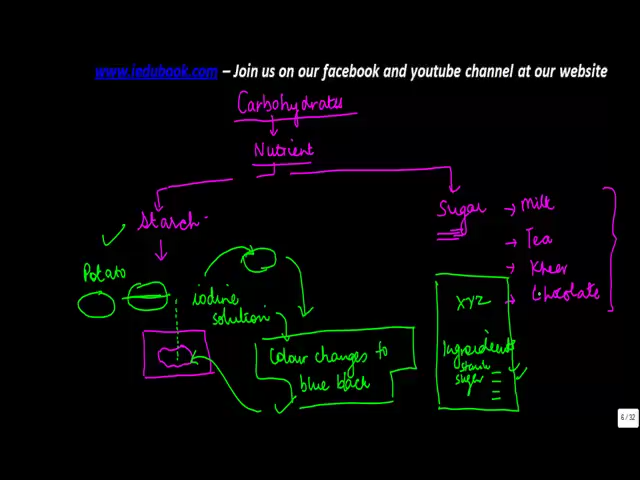 www.iedubook.com – Join us on our facebook and youtube channel at our website
Carbohydrates
Nutrient
Starch
Sugar
Milk
Tea
Kheer
Chocolate
Potato
iodine
solution
Colour changes to
blue back
XYZ
Ingredients
starch
sugar
6 / 32